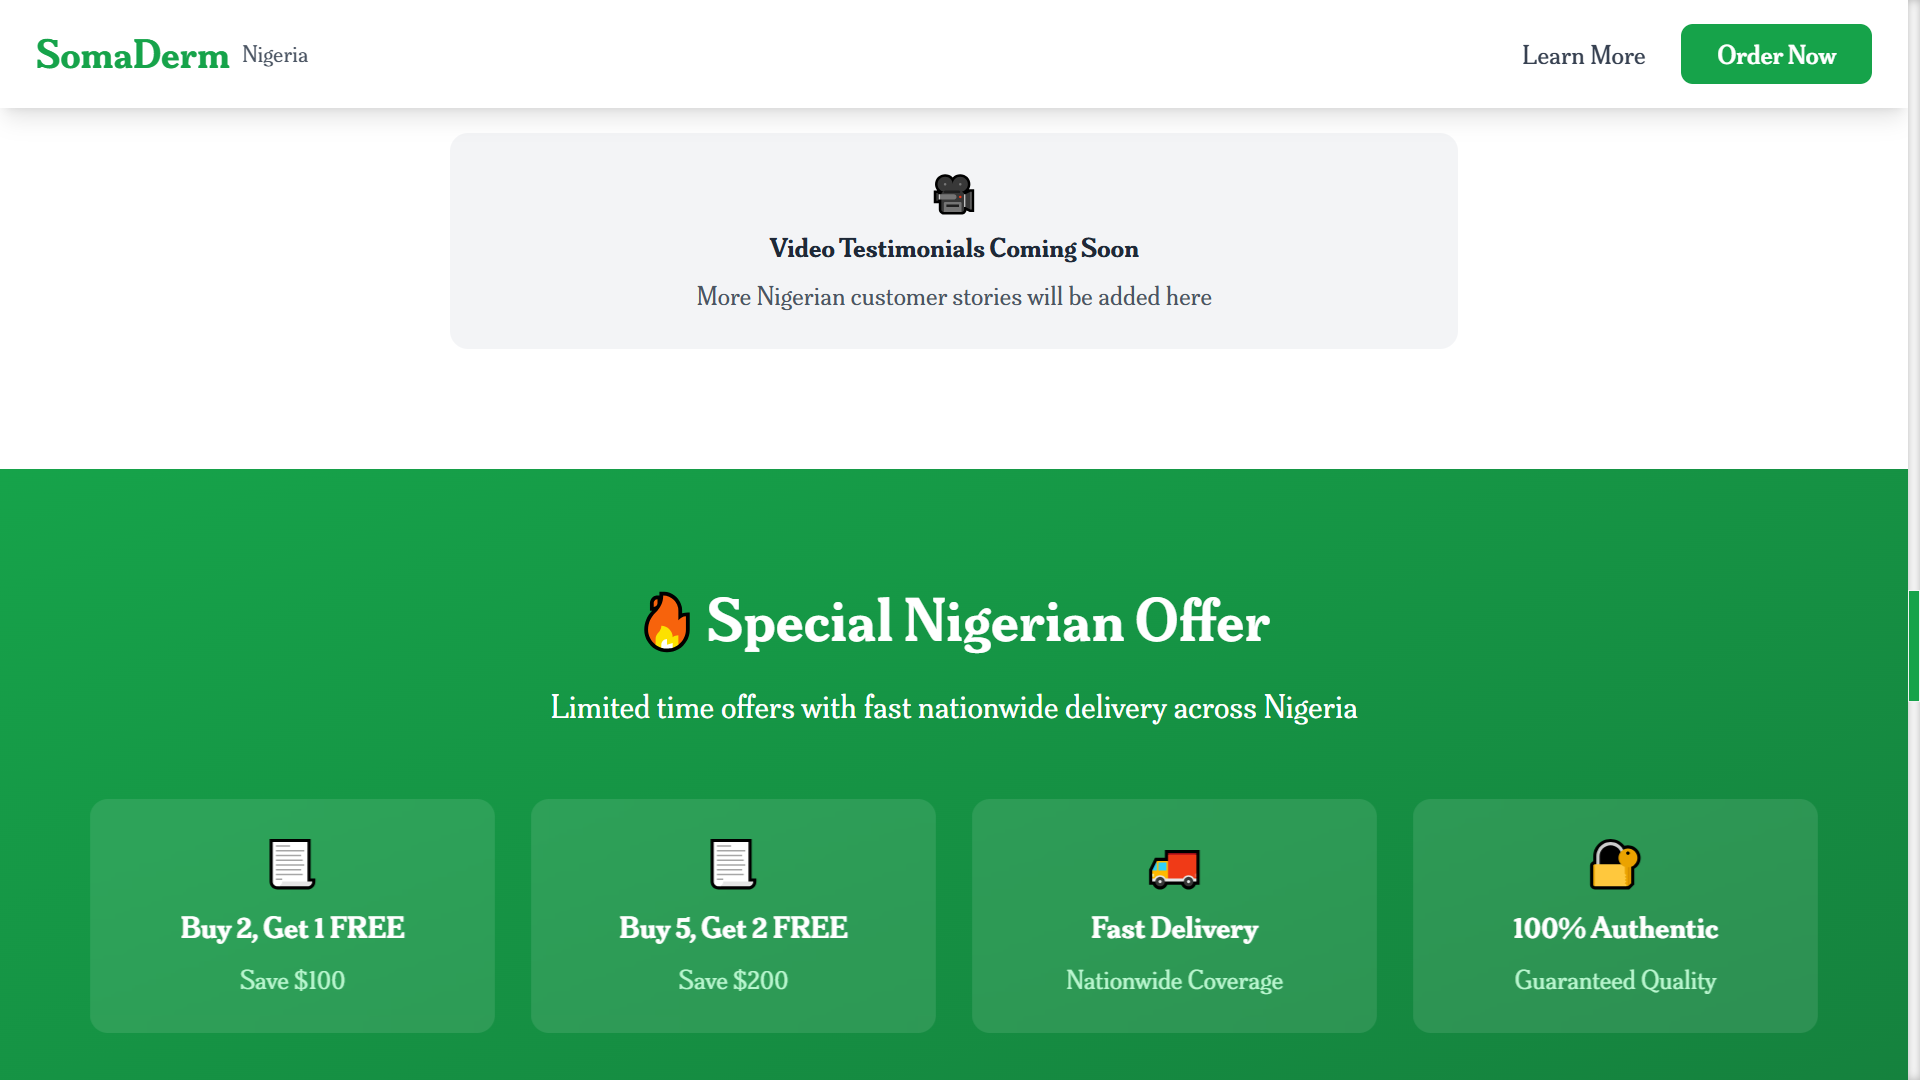 SomaDerm Nigeria
Learn More
Order Now
Video Testimonials Coming Soon
More Nigerian customer stories will be added here
Special Nigerian Offer
Limited time offers with fast nationwide delivery across Nigeria
Buy 2, Get 1 FREE
Save $100
Buy 5, Get 2 FREE
Save $200
Fast Delivery
Nationwide Coverage
100% Authentic
Guaranteed Quality